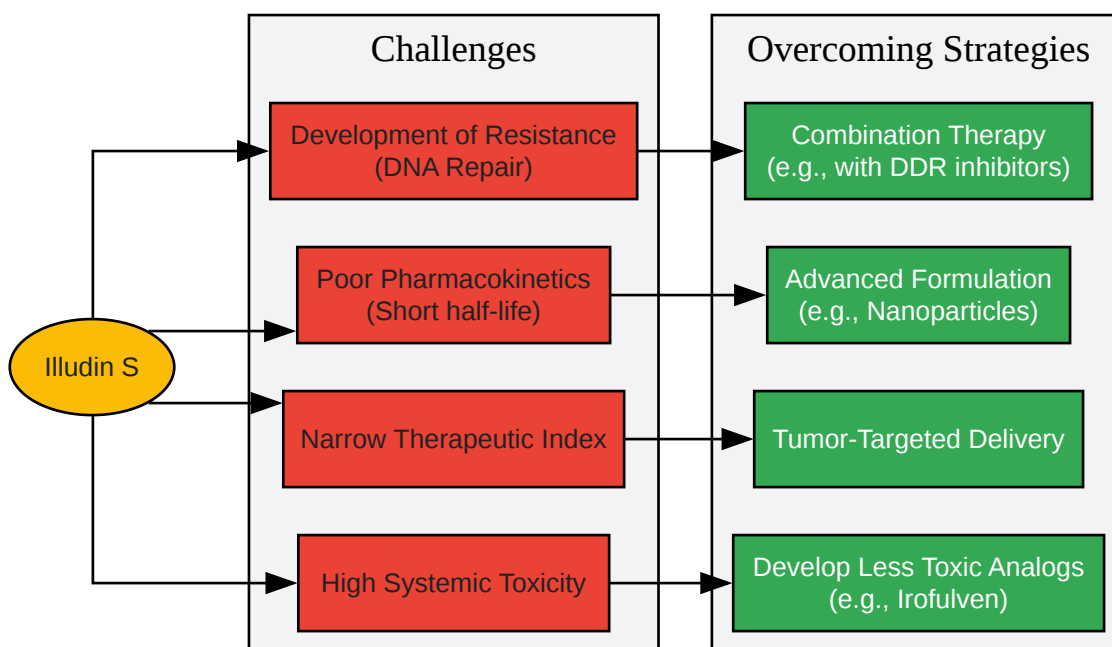 Challenges
Overcoming Strategies
Development of Resistance
(DNA Repair)
Combination Therapy
(e.g., with DDR inhibitors)
Poor Pharmacokinetics
(Short half-life)
Advanced Formulation
(e.g., Nanoparticles)
Illudin S
Narrow Therapeutic Index
Tumor-Targeted Delivery
High Systemic Toxicity
Develop Less Toxic Analogs
(e.g., Irofulven)